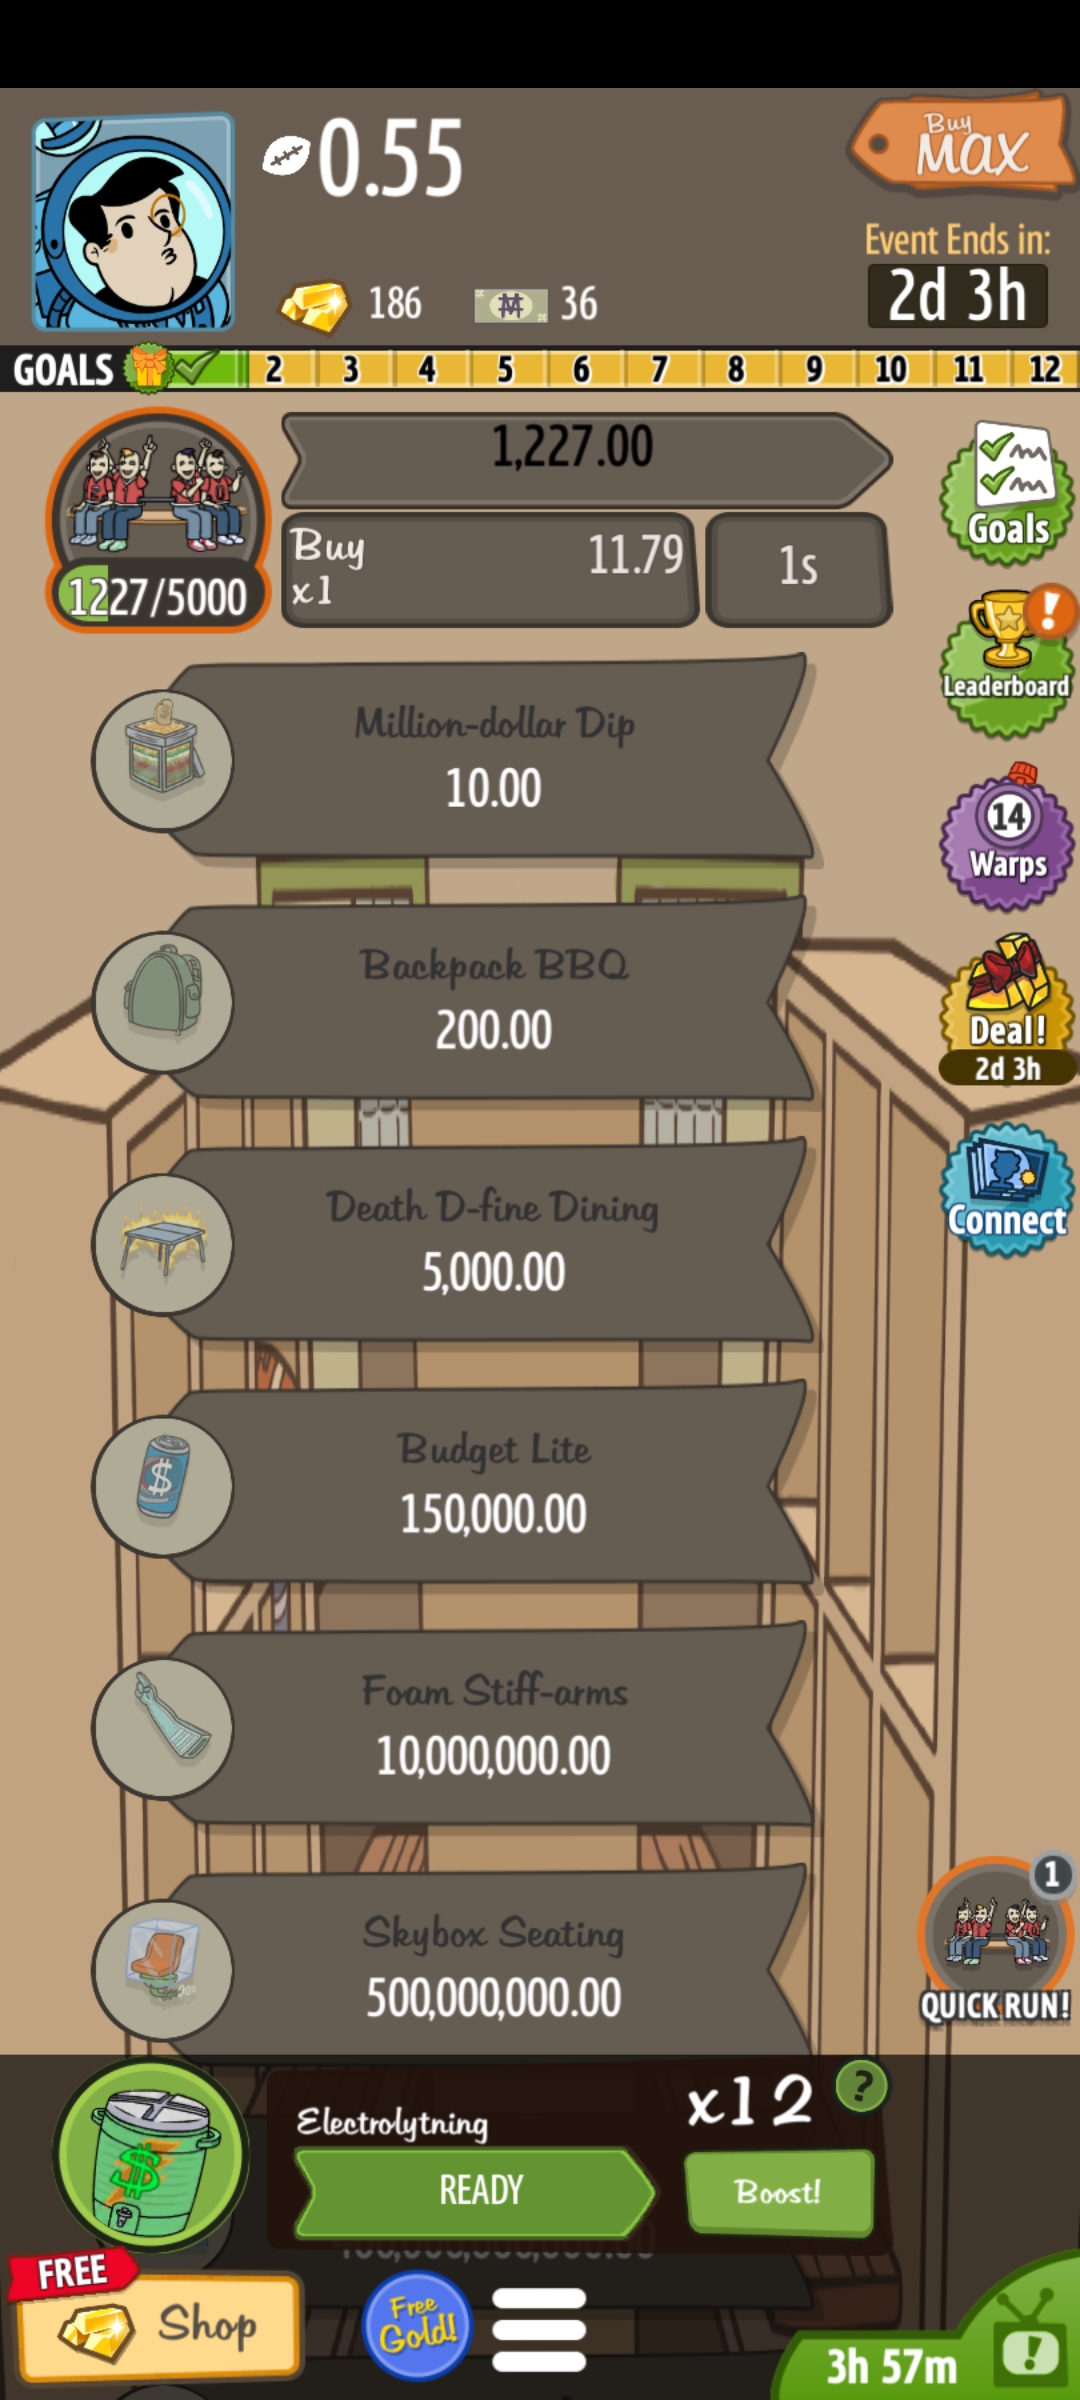 0.55
Buy
MAX
Event Ends in:
2d 3h
186
36
GOALS 2 3 4 5 6 7 8 9 10 11 12
1,227.00
Goals
Buy
x1
11.79
1s
1227/5000
!
Leaderboard
Million-dollar Dip
10.00
14
Warps
Backpack BBQ
200.00
Deal!
2d 3h
Death D-fine Dining
5,000.00
Connect
Budget Lite
150,000.00
$
Foam Stiff-arms
10,000,000.00
Skybox Seating
500,000,000.00
1
QUICK RUN!
Electrolytning
x12
?
$
READY
Boost!
FREE
Shop
Free
Gold!
3h 57m
!